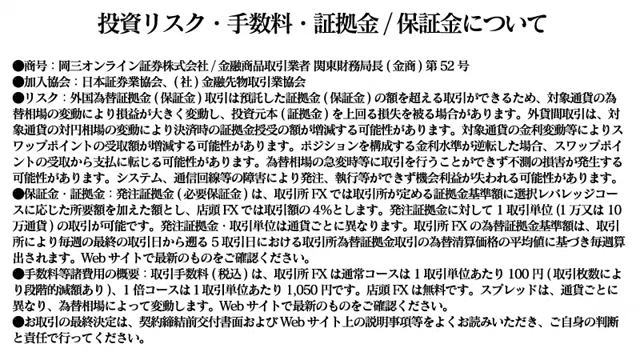 投資リスク・手数料・証拠金/保証金について
●商号：岡三オンライン証券株式会社/金融商品取引業者 関東財務局長(金商)第52号
●加入協会：日本証券業協会、(社)金融先物取引業協会
●リスク：外国為替証拠金(保証金)取引は預託した証拠金(保証金)の額を超える取引ができるため、対象通貨の為
替相場の変動により損益が大きく変動し、投資元本(証拠金)を上回る損失を被る場合があります。外貨間取引は、対
象通貨の対円相場の変動により決済時の証拠金授受の額が増減する可能性があります。対象通貨の金利変動等によりス
ワップポイントの受取額が増減する可能性があります。ポジションを構成する金利水準が逆転した場合、スワップポイ
ントの受取から支払に転じる可能性があります。為替相場の急変時等に取引を行うことができず不測の損害が発生する
可能性があります。システム、通信回線等の障害により発注、執行等ができず機会利益が失われる可能性があります。
●保証金・証拠金：発注証拠金(必要保証金)は、取引所FXでは取引所が定める証拠金基準額に選択レバレッジコー
スに応じた所要額を加えた額とし、店頭FXでは取引額の4%とします。発注証拠金に対して1取引単位(1万又は10
万通貨)の取引が可能です。発注証拠金・取引単位は通貨ごとに異なります。取引所FXの為替証拠金基準額は、取引
所により毎週の最終の取引日から遡る5取引日における取引所為替証拠金取引の為替清算価格の平均値に基づき毎週算
出されます。Webサイトで最新のものをご確認ください。
●手数料等諸費用の概要：取引手数料(税込)は、取引所FXは通常コースは1取引単位あたり100円(取引枚数によ
り段階的減額あり)、1倍コースは1取引単位あたり1,050円です。店頭FXは無料です。スプレッドは、通貨ごとに
異なり、為替相場によって変動します。Webサイトで最新のものをご確認ください。
●お取引の最終決定は、契約締結前交付書面およびWebサイト上の説明事項等をよくお読みいただき、ご自身の判断
と責任で行ってください。